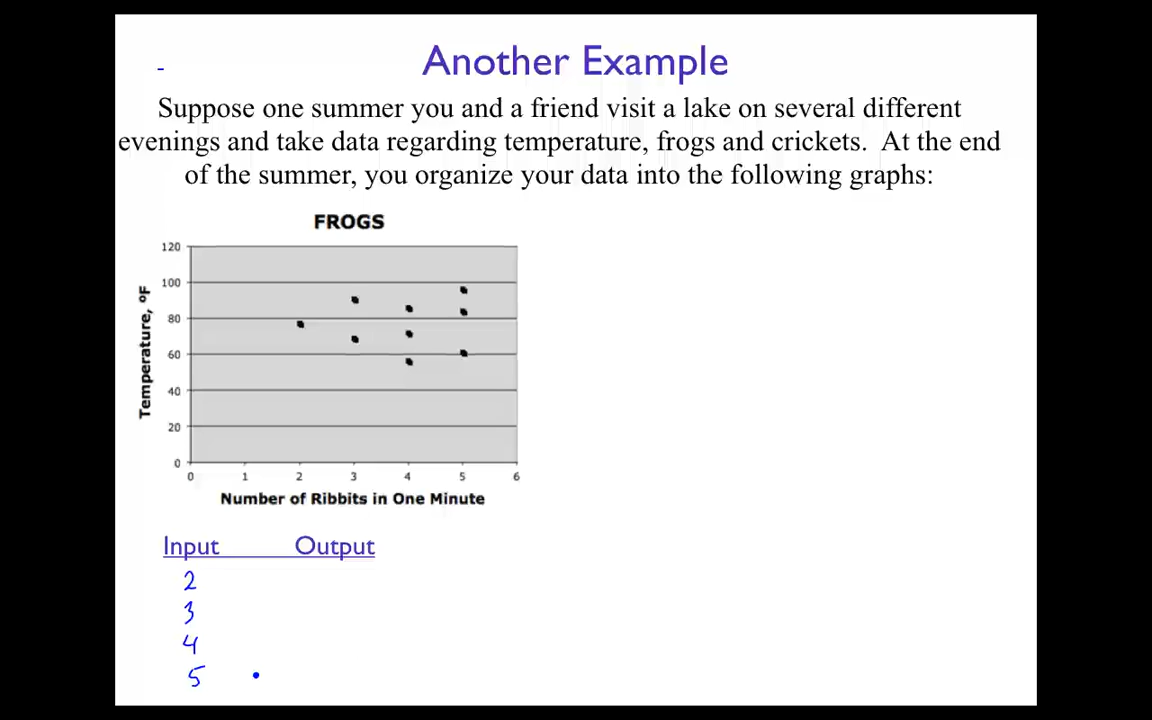 Another Example
Suppose one summer you and a friend visit a lake on several different
evenings and take data regarding temperature, frogs and crickets. At the end
of the summer, you organize your data into the following graphs:
FROGS
120
100
80
60
40
20
0
Temperature, ºF
0 1 2 3 4 5 6
Number of Ribbits in One Minute
Input Output
2
3
4
5